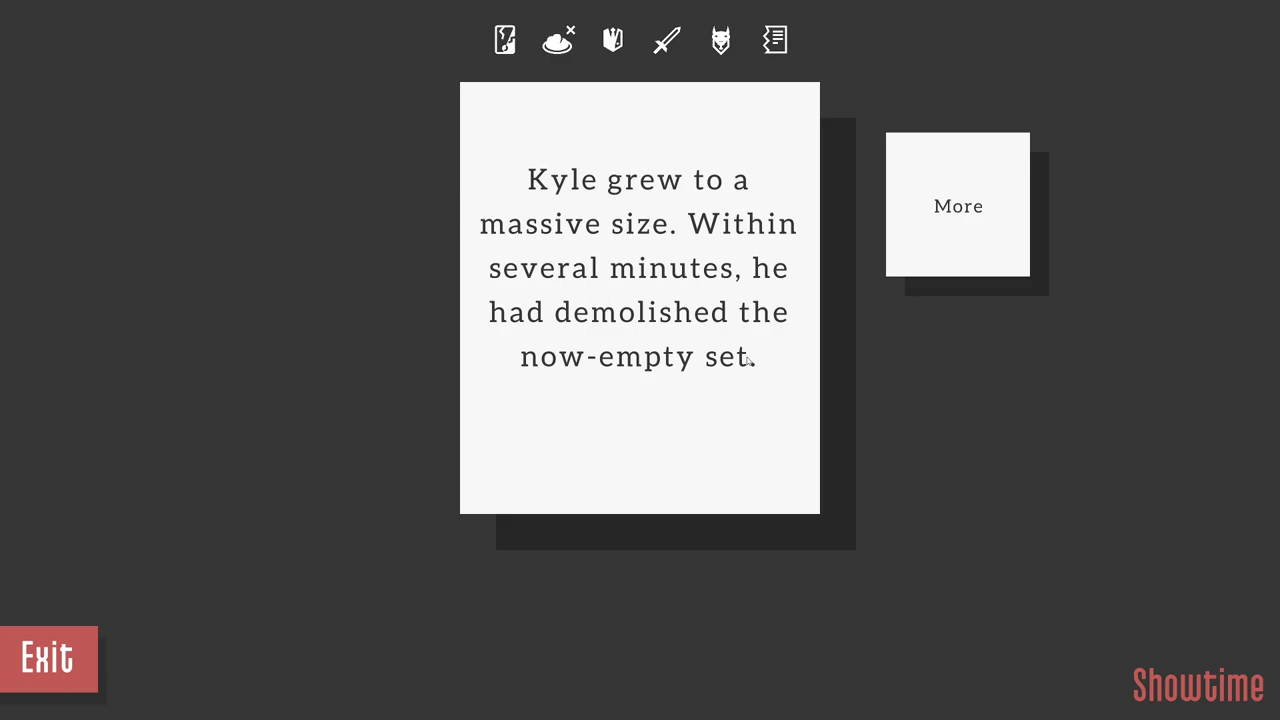 Kyle grew to a
massive size. Within
several minutes, he
had demolished the
now-empty set.
More
Exit
Showtime